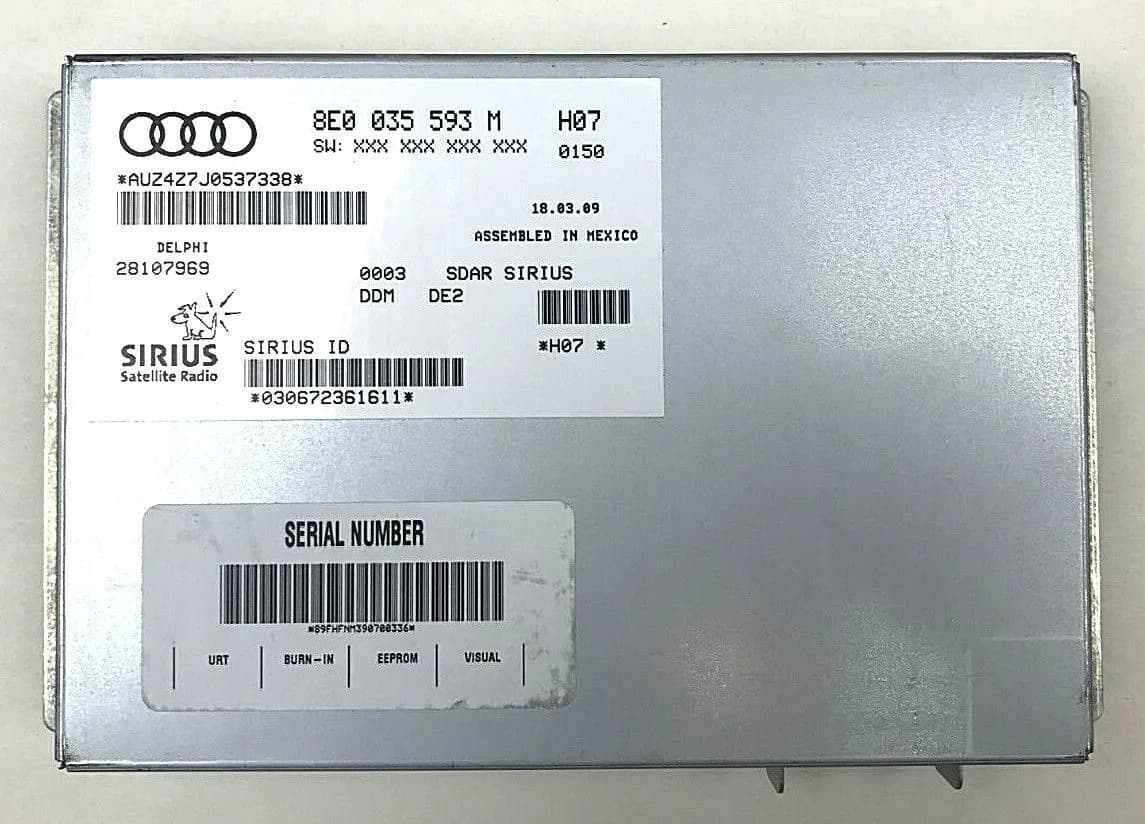 8E0 035 593 M H07
SW: XXX XXX XXX XXX 0150
*AUZ4Z7J0537338*
18.03.09
ASSEMBLED IN MEXICO
DELPHI
28107969
0003 SDAR SIRIUS
DDM DE2
*H07 *
SIRIUS
Satellite Radio
SIRIUS ID
*030672361611*
SERIAL NUMBER
*89FHFNM390700336*
URT BURN-IN EEPROM VISUAL